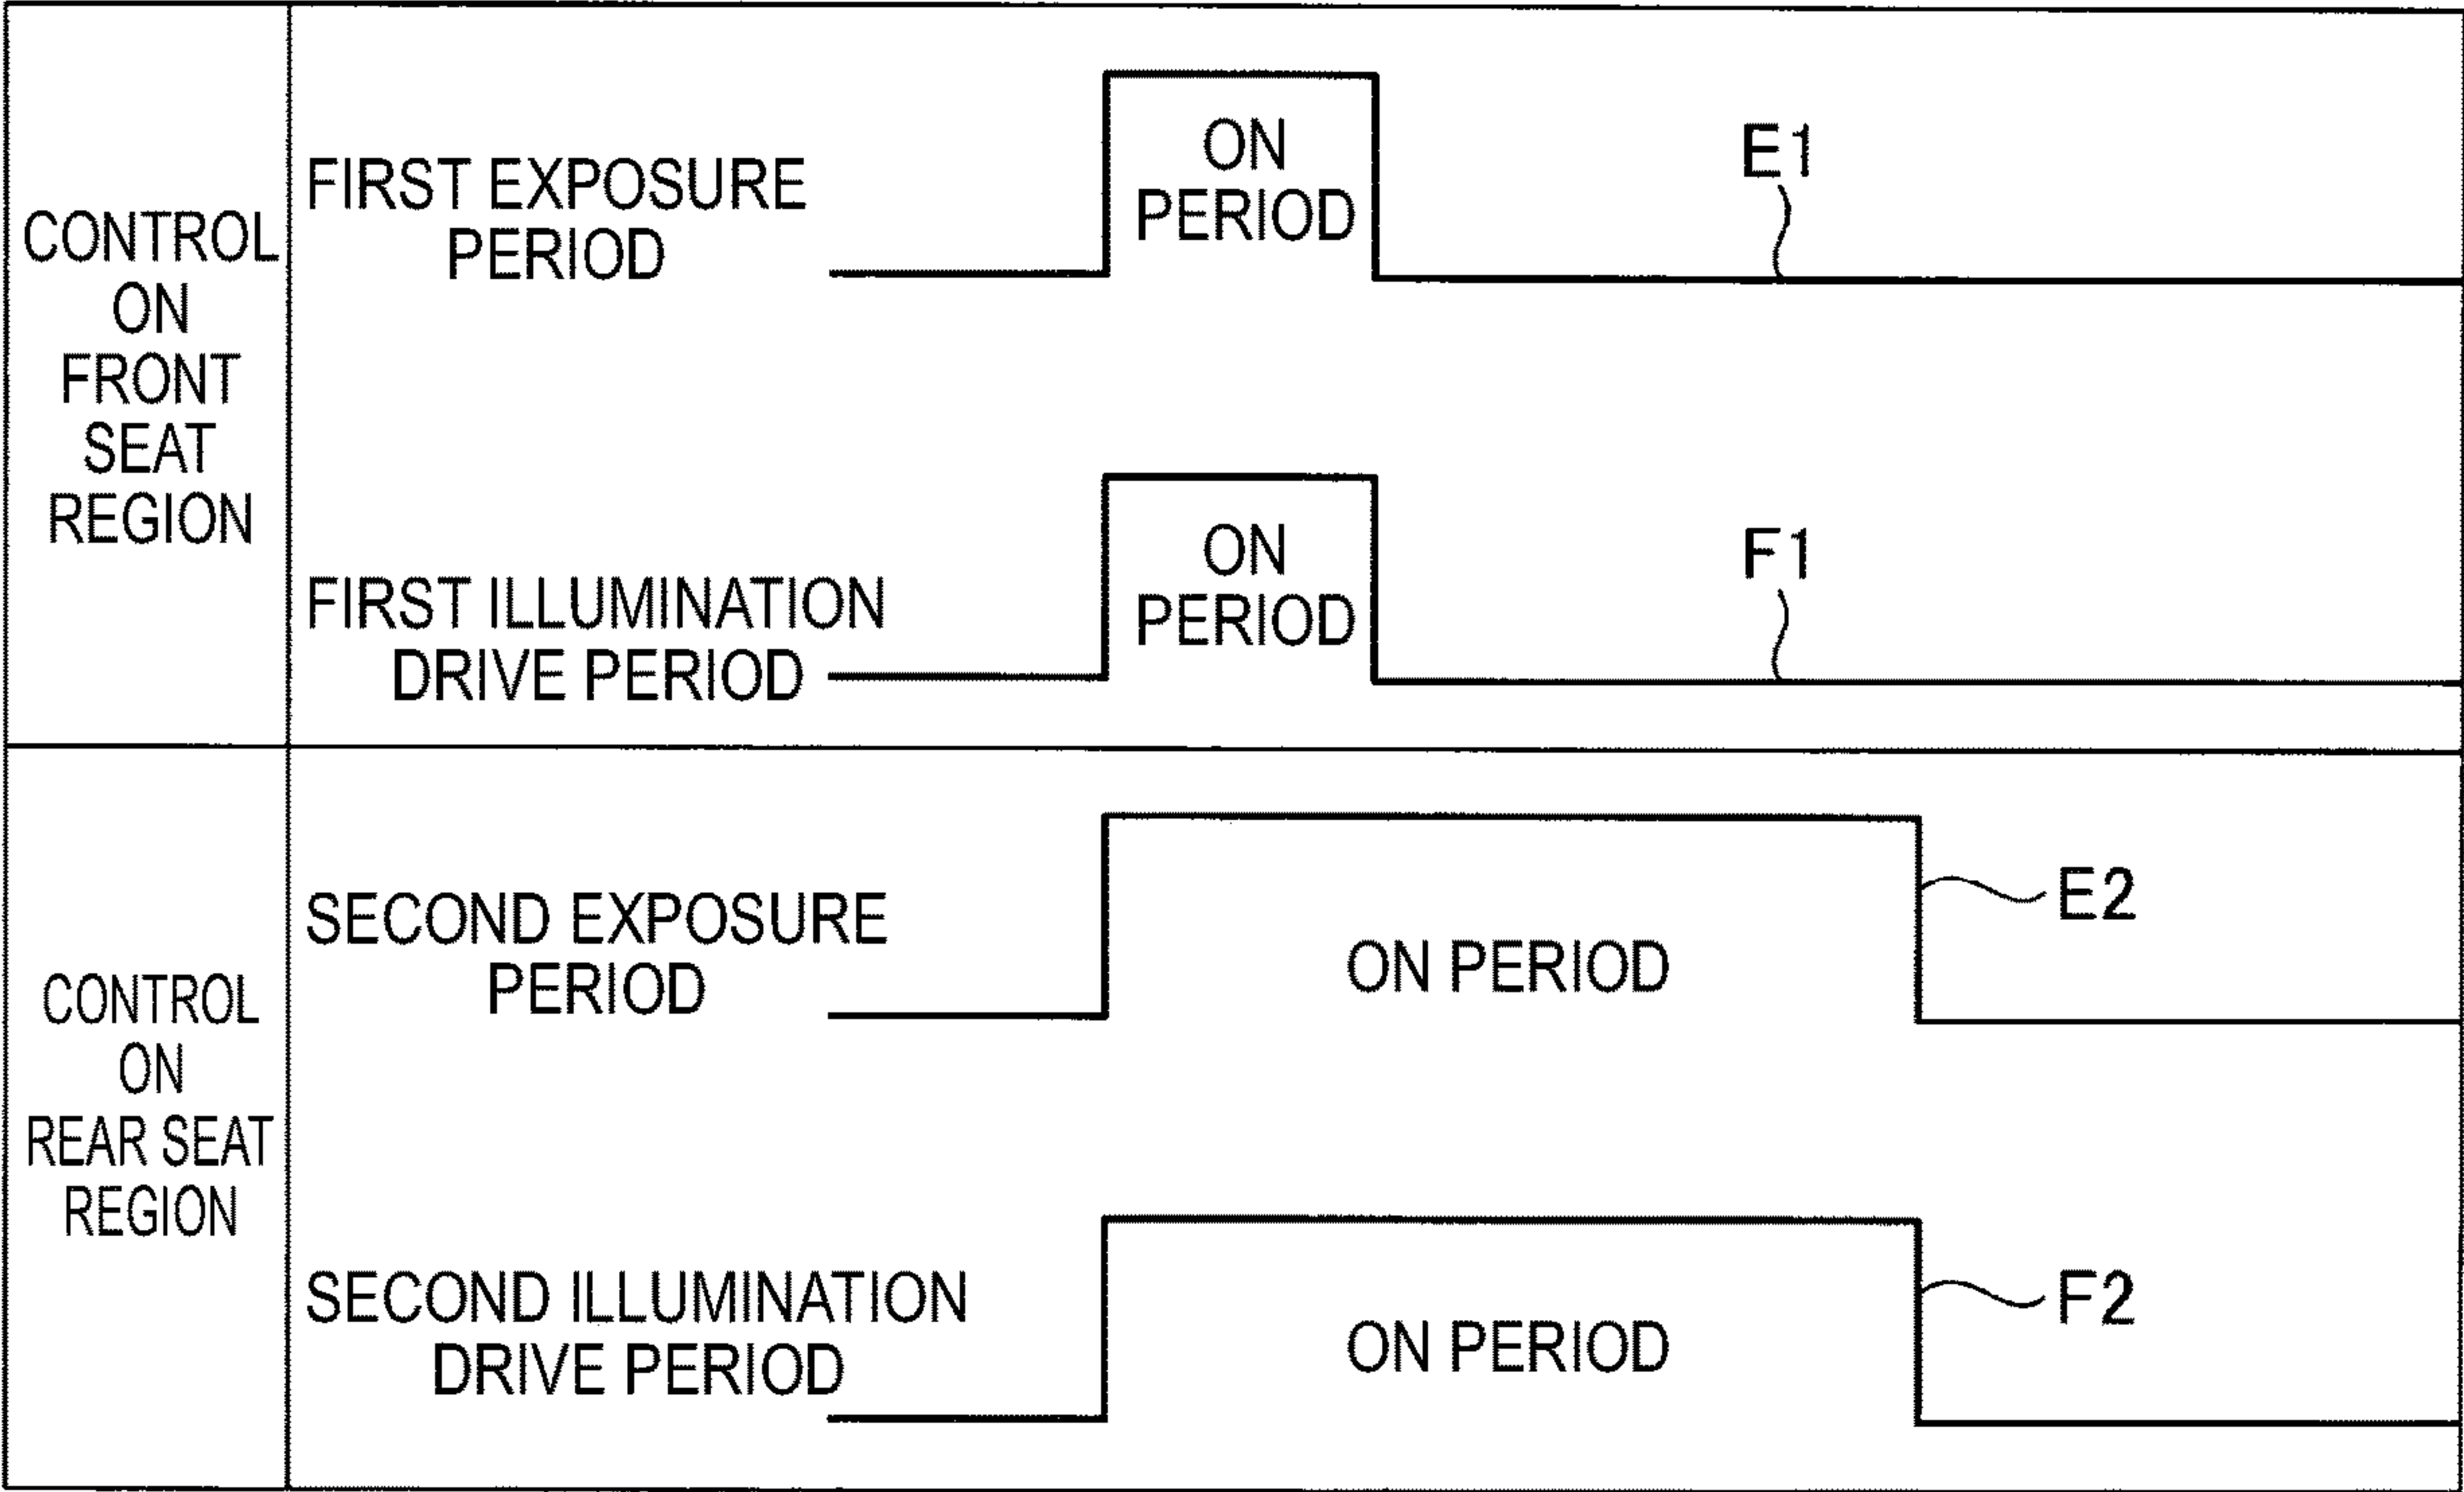 CONTROL
ON
FRONT
SEAT
REGION
FIRST EXPOSURE
PERIOD
ON
PERIOD
E1
FIRST ILLUMINATION
DRIVE PERIOD
ON
PERIOD
F1
CONTROL
ON
REAR SEAT
REGION
SECOND EXPOSURE
PERIOD
ON PERIOD
E2
SECOND ILLUMINATION
DRIVE PERIOD
ON PERIOD
F2